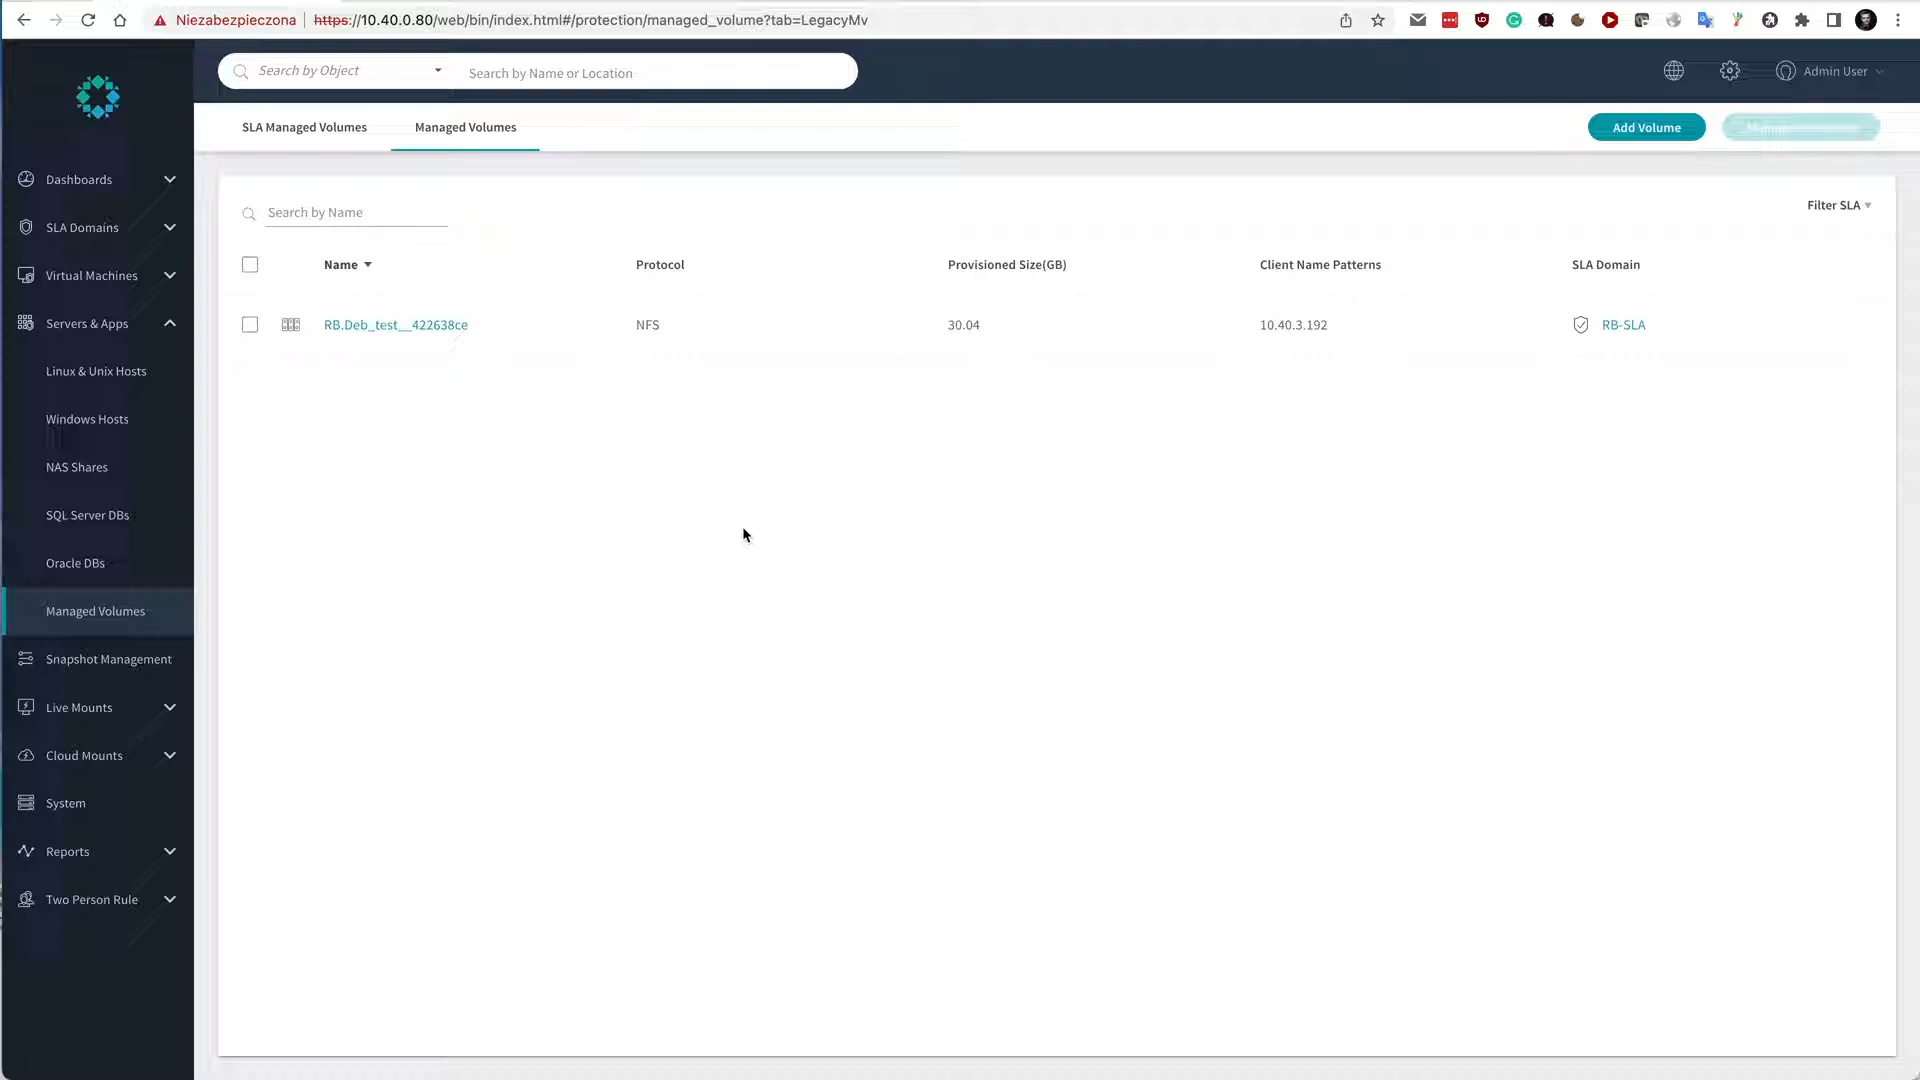 Niezabezpieczona | https://10.40.0.80/web/bin/index.html#/protection/managed_volume?tab=LegacyMv
Search by Object
Search by Name or Location
Admin User
SLA Managed Volumes
Managed Volumes
Add Volume
Dashboards
SLA Domains
Virtual Machines
Servers & Apps
Linux & Unix Hosts
Windows Hosts
NAS Shares
SQL Server DBs
Oracle DBs
Managed Volumes
Snapshot Management
Live Mounts
Cloud Mounts
System
Reports
Two Person Rule
Search by Name
Filter SLA
Name Protocol Provisioned Size(GB) Client Name Patterns SLA Domain
RB.Deb_test__422638ce NFS 30.04 10.40.3.192 RB-SLA